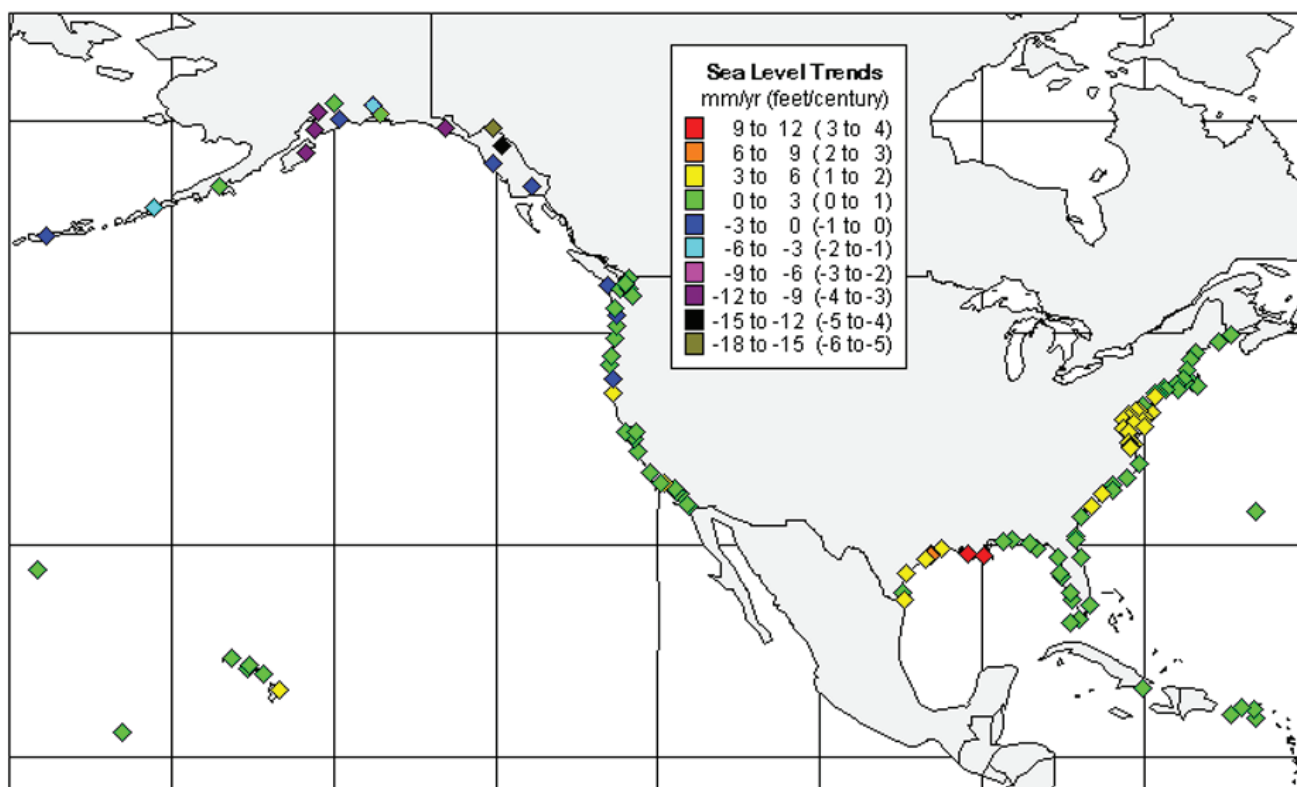 Sea Level Trends
mm/yr (feet/century)
9 to 12 (3 to 4)
6 to 9 (2 to 3)
3 to 6 (1 to 2)
0 to 3 (0 to 1)
-3 to 0 (-1 to 0)
-6 to -3 (-2 to -1)
-9 to -6 (-3 to -2)
-12 to -9 (-4 to -3)
-15 to -12 (-5 to -4)
-18 to -15 (-6 to -5)